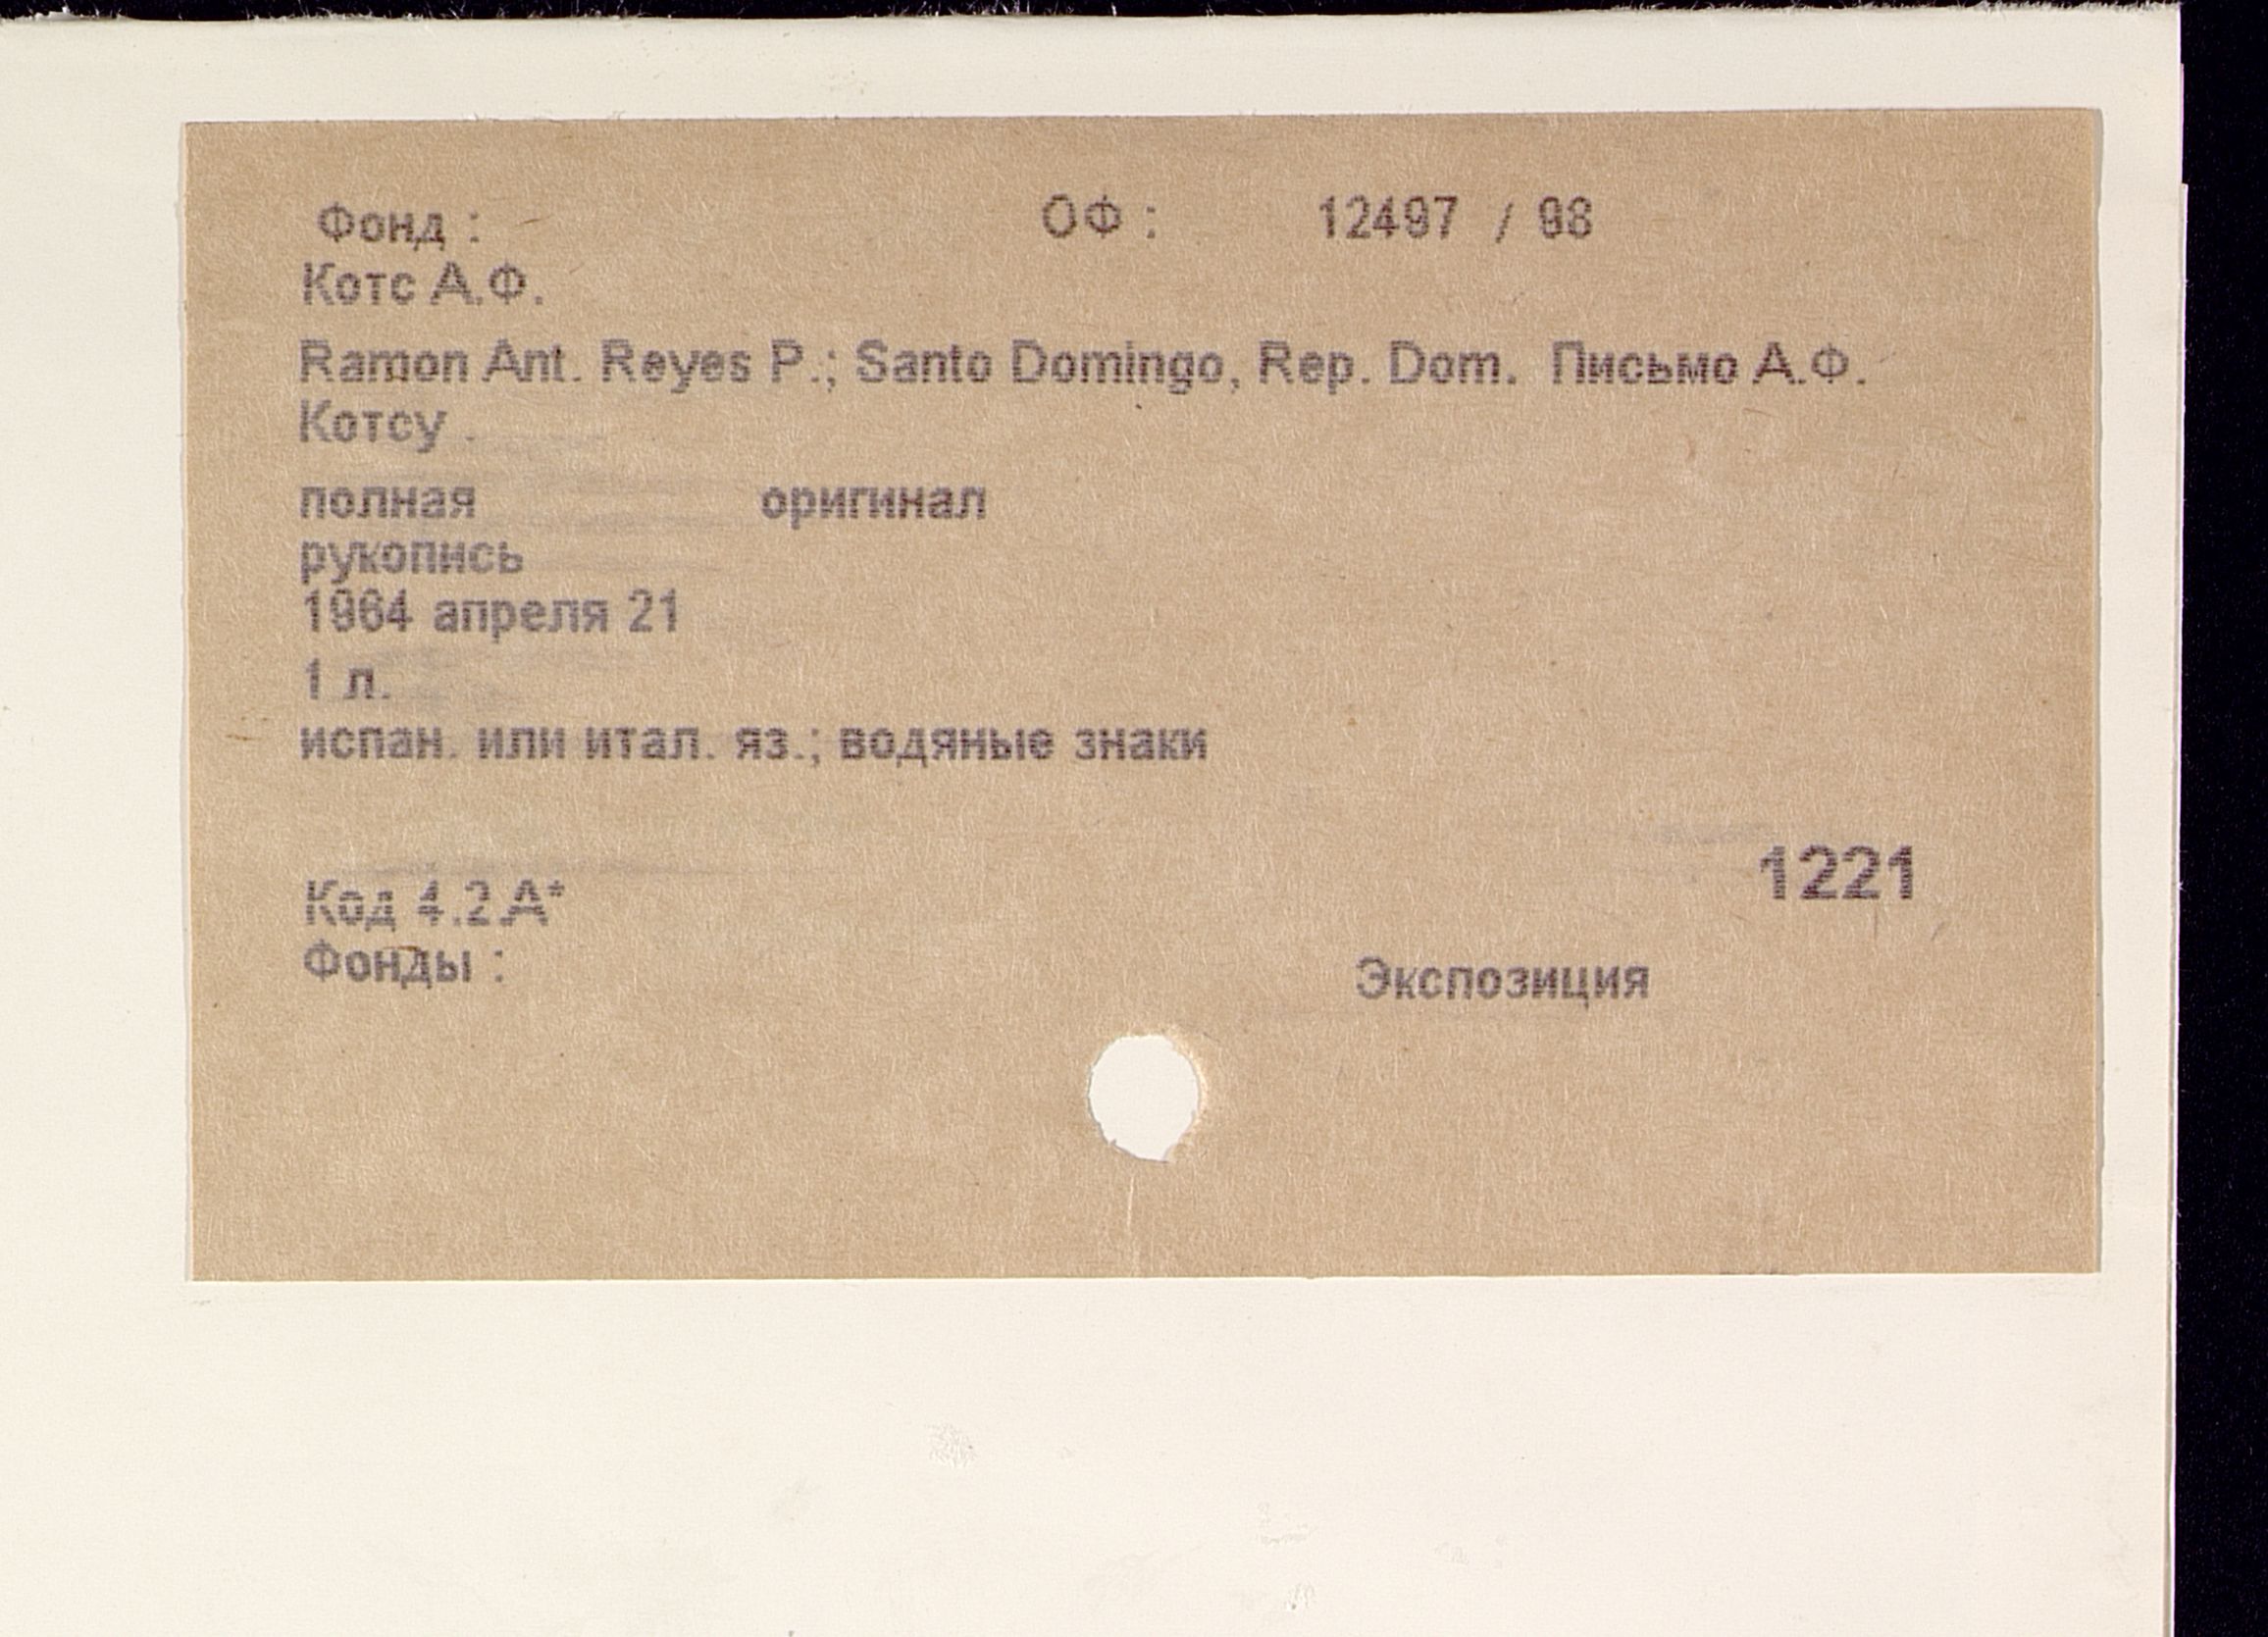 Фонд : ОФ : 12497 / 98
Котс А.Ф.
Ramon Ant. Reyes P.; Santo Domingo, Rep. Dom. Письмо А.Ф.
Котсу .
полная оригинал
рукопись
1964 апреля 21
1 л.
испан. или итал. яз.; водяные знаки
1221
Код 4.2.А*
Фонды : Экспозиция